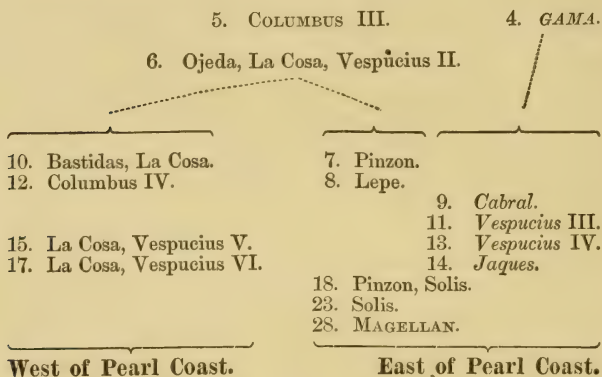 5. COLUMBUS III. 4. GAMA.
6. Ojeda, La Cosa, Vespucius II.
10. Bastidas, La Cosa. 7. Pinzon.
12. Columbus IV. 8. Lepe.
9. Cabral.
11. Vespucius III.
15. La Cosa, Vespucius V. 13. Vespucius IV.
17. La Cosa, Vespucius VI. 14. Jaques.
18. Pinzon, Solis.
23. Solis.
28. MAGELLAN.
West of Pearl Coast. East of Pearl Coast.